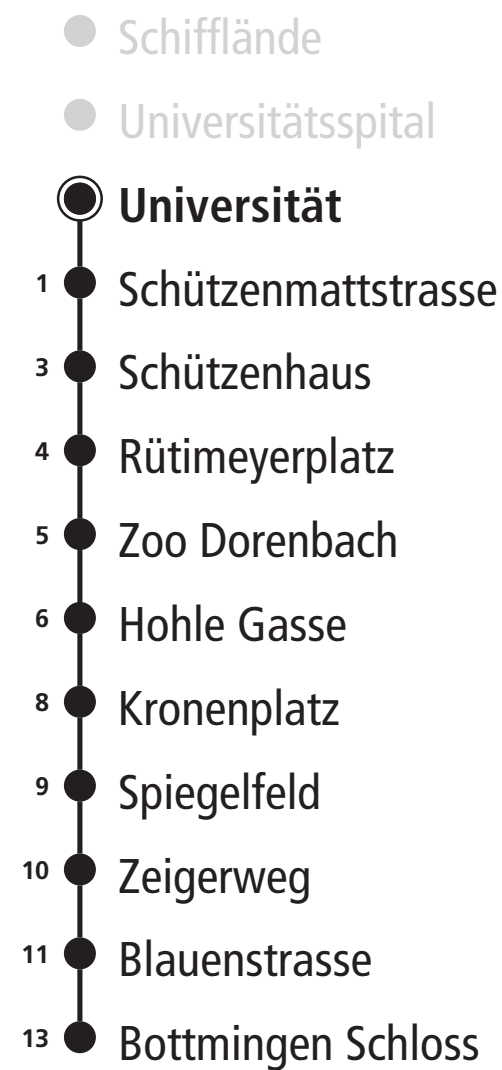 Schifflände
Universitätsspital
Universität
1 Schützenmattstrasse
3 Schützenhaus
4 Rütimeyerplatz
5 Zoo Dorenbach
6 Hohle Gasse
8 Kronenplatz
9 Spiegelfeld
10 Zeigerweg
11 Blauenstrasse
13 Bottmingen Schloss